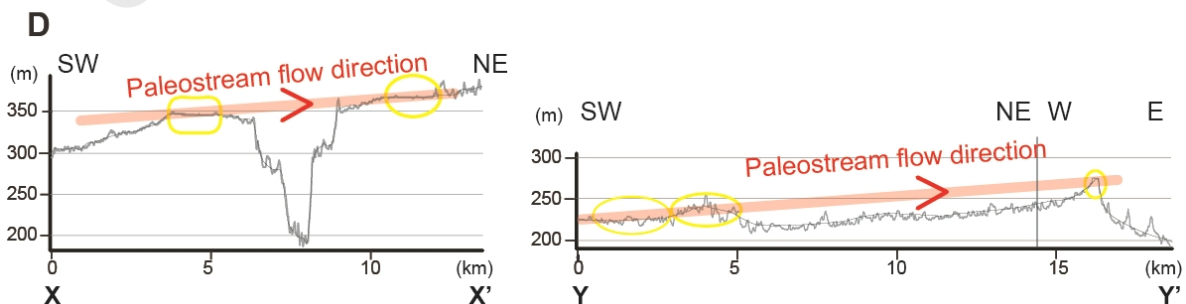 D
SW
NE
(m)
Paleostream flow direction
350
300
250
200
0
5
10
(km)
X
X’
SW
NE
W
E
(m)
Paleostream flow direction
300
250
200
0
5
10
15
(km)
Y
Y’